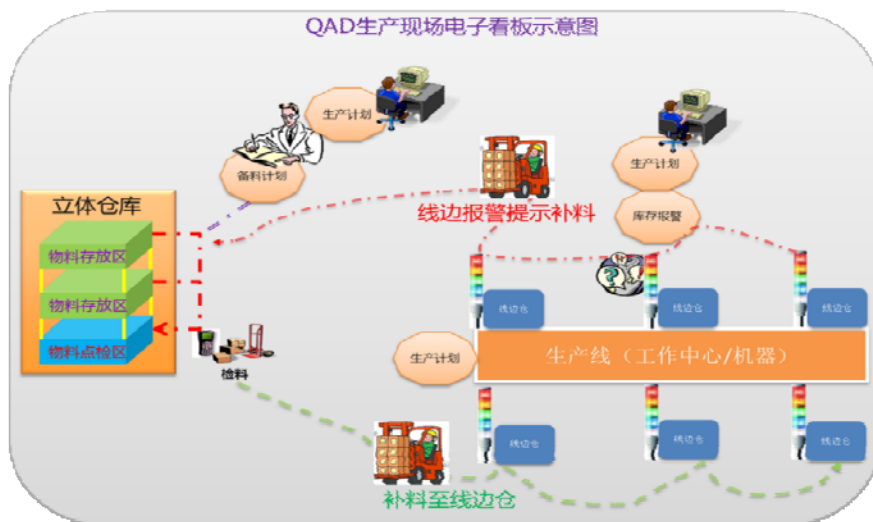 QAD生产现场电子看板示意图
生产计划
备料计划
生产计划
库存报警
线边报警提示补料
立体仓库
物料存放区
物料存放区
物料点检区
检料
线边仓
线边仓
线边仓
生产计划
生产线（工作中心/机器）
线边仓
线边仓
线边仓
补料至线边仓